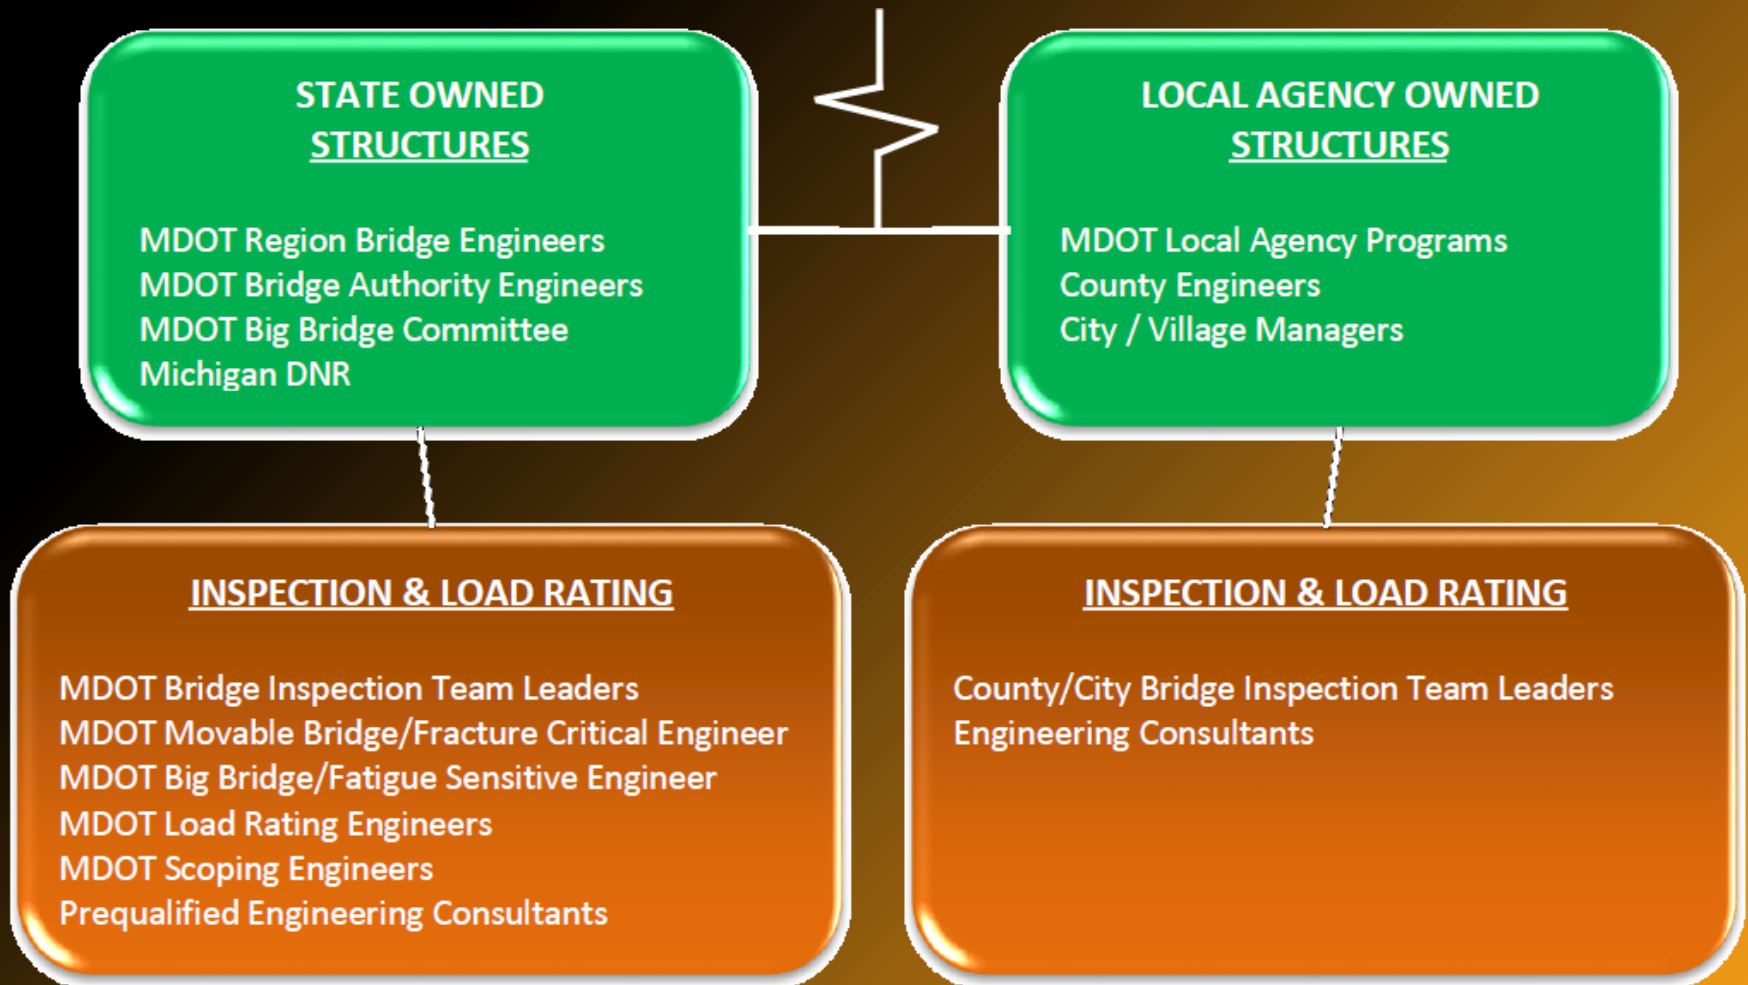 STATE OWNED
STRUCTURES
MDOT Region Bridge Engineers
MDOT Bridge Authority Engineers
MDOT Big Bridge Committee
Michigan DNR
LOCAL AGENCY OWNED
STRUCTURES
MDOT Local Agency Programs
County Engineers
City / Village Managers
INSPECTION & LOAD RATING
MDOT Bridge Inspection Team Leaders
MDOT Movable Bridge/Fracture Critical Engineer
MDOT Big Bridge/Fatigue Sensitive Engineer
MDOT Load Rating Engineers
MDOT Scoping Engineers
Prequalified Engineering Consultants
INSPECTION & LOAD RATING
County/City Bridge Inspection Team Leaders
Engineering Consultants